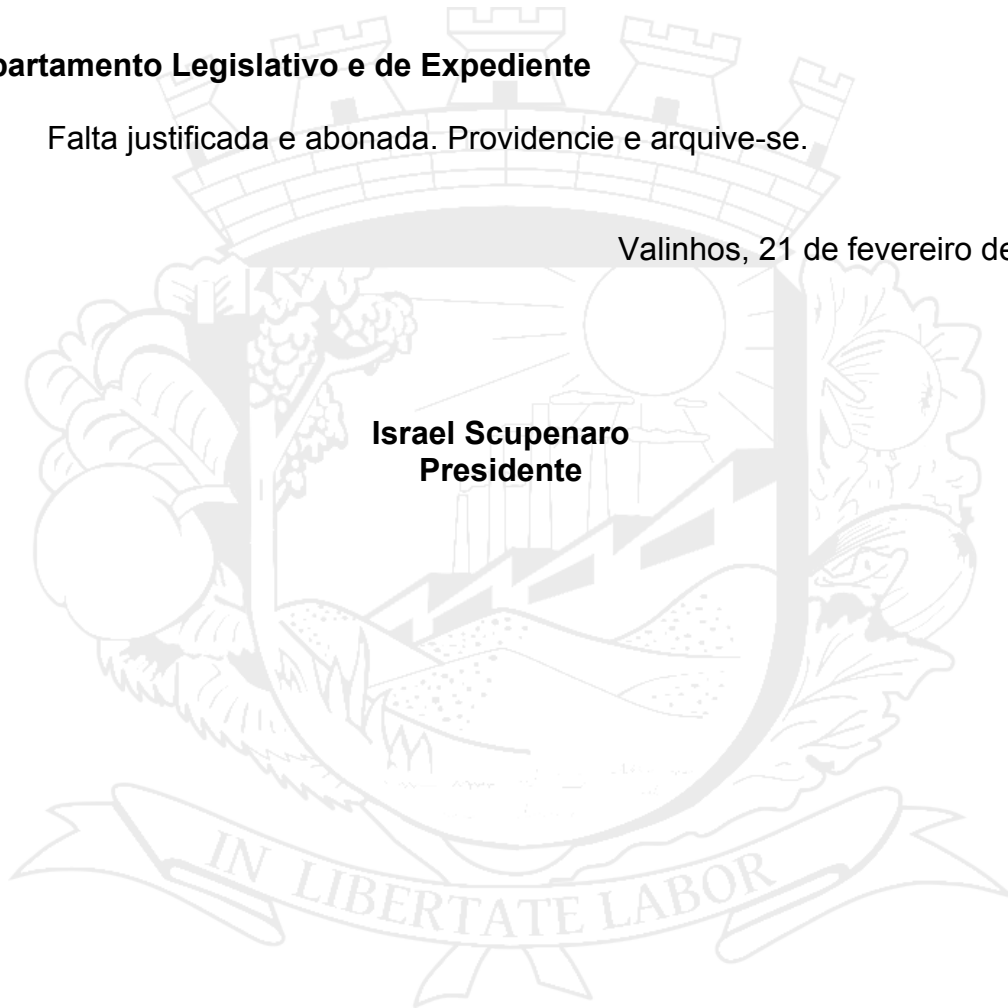 partamento Legislativo e de Expediente
Falta justificada e abonada. Providencie e arquive-se.
Valinhos, 21 de fevereiro de
Israel Scupenaro
Presidente
IN LIBERTATE LABOR